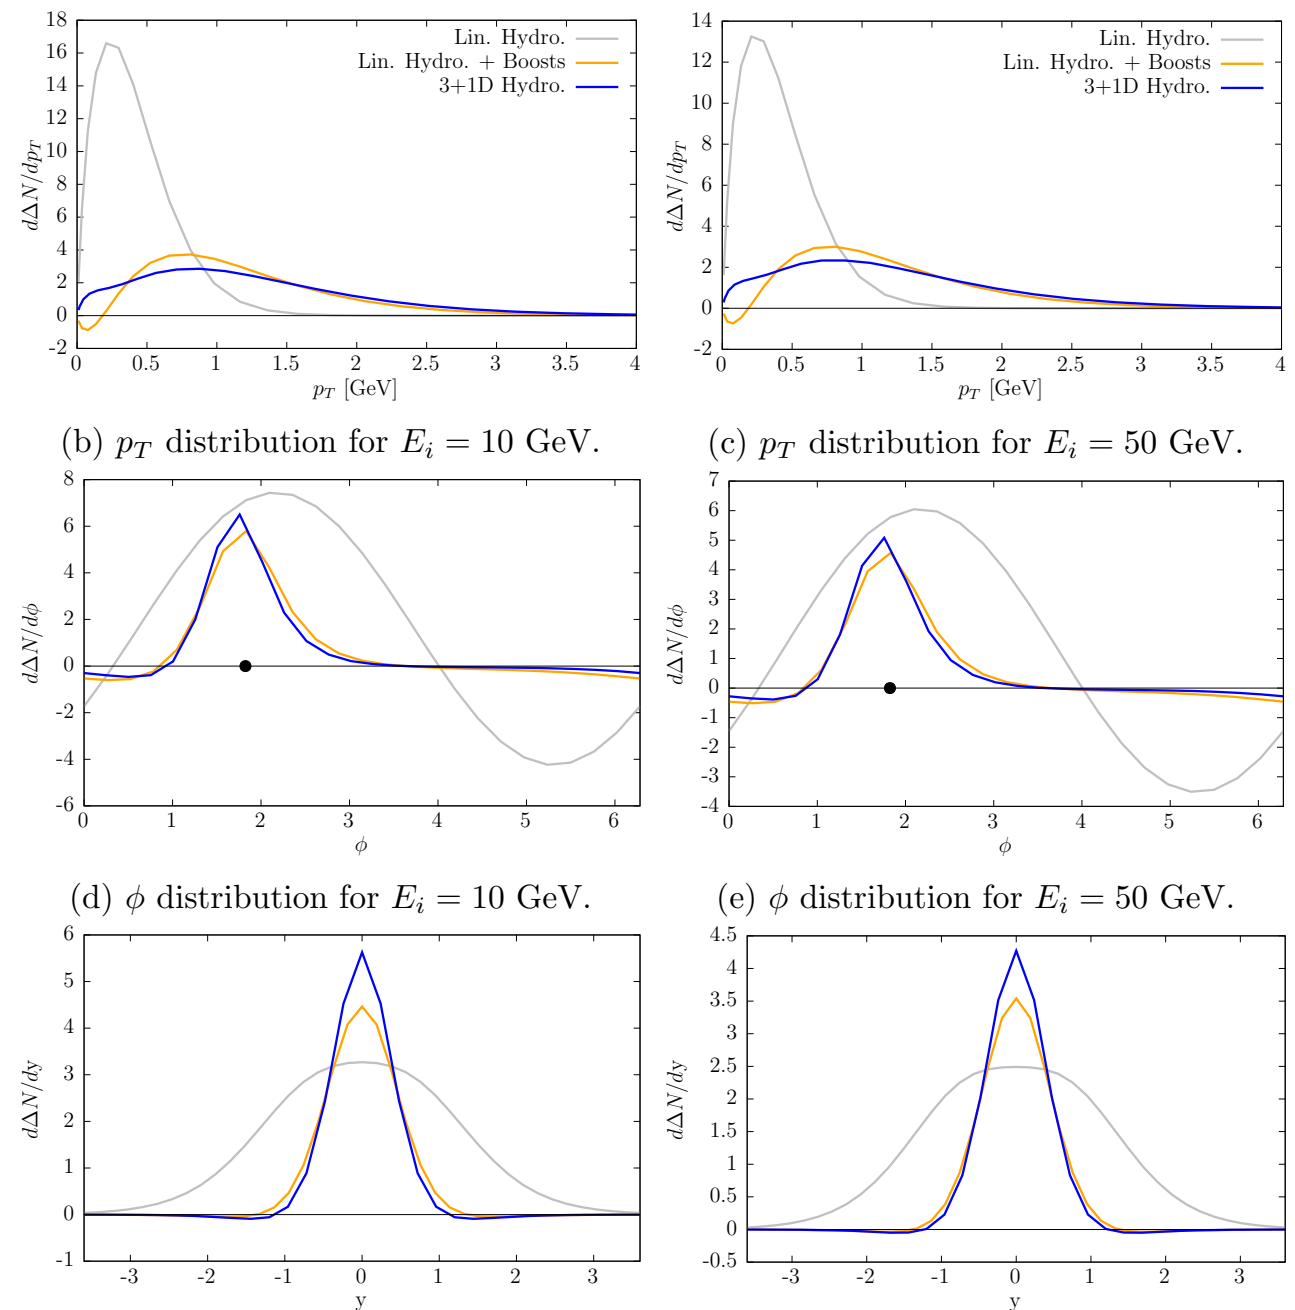 18
16
14
12
10
8
6
4
2
0
-2
dΔN/dp_T
Lin. Hydro.
Lin. Hydro. + Boosts
3+1D Hydro.
0 0.5 1 1.5 2 2.5 3 3.5 4
p_T [GeV]
14
12
10
8
6
4
2
0
-2
dΔN/dp_T
Lin. Hydro.
Lin. Hydro. + Boosts
3+1D Hydro.
0 0.5 1 1.5 2 2.5 3 3.5 4
p_T [GeV]
(b) p_T distribution for E_i = 10 GeV.
(c) p_T distribution for E_i = 50 GeV.
8
6
4
2
0
-2
-4
-6
dΔN/dϕ
0 1 2 3 4 5 6
ϕ
7
6
5
4
3
2
1
0
-1
-2
-3
-4
dΔN/dϕ
0 1 2 3 4 5 6
ϕ
(d) ϕ distribution for E_i = 10 GeV.
(e) ϕ distribution for E_i = 50 GeV.
6
5
4
3
2
1
0
-1
dΔN/dy
-3 -2 -1 0 1 2 3
y
4.5
4
3.5
3
2.5
2
1.5
1
0.5
0
-0.5
dΔN/dy
-3 -2 -1 0 1 2 3
y